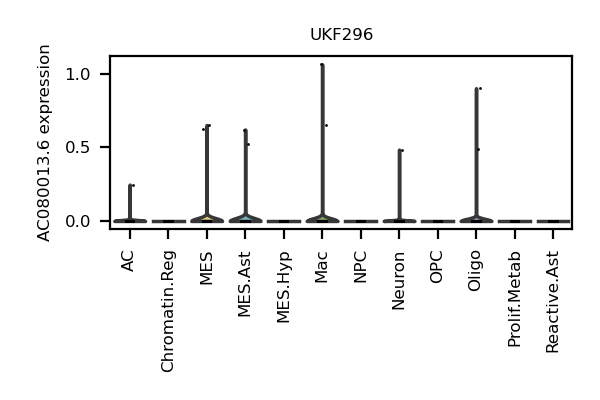 UKF296
AC080013.6 expression
1.0
0.5
0.0
AC
Chromatin.Reg
MES
MES.Ast
MES.Hyp
Mac
NPC
Neuron
OPC
Oligo
Prolif.Metab
Reactive.Ast